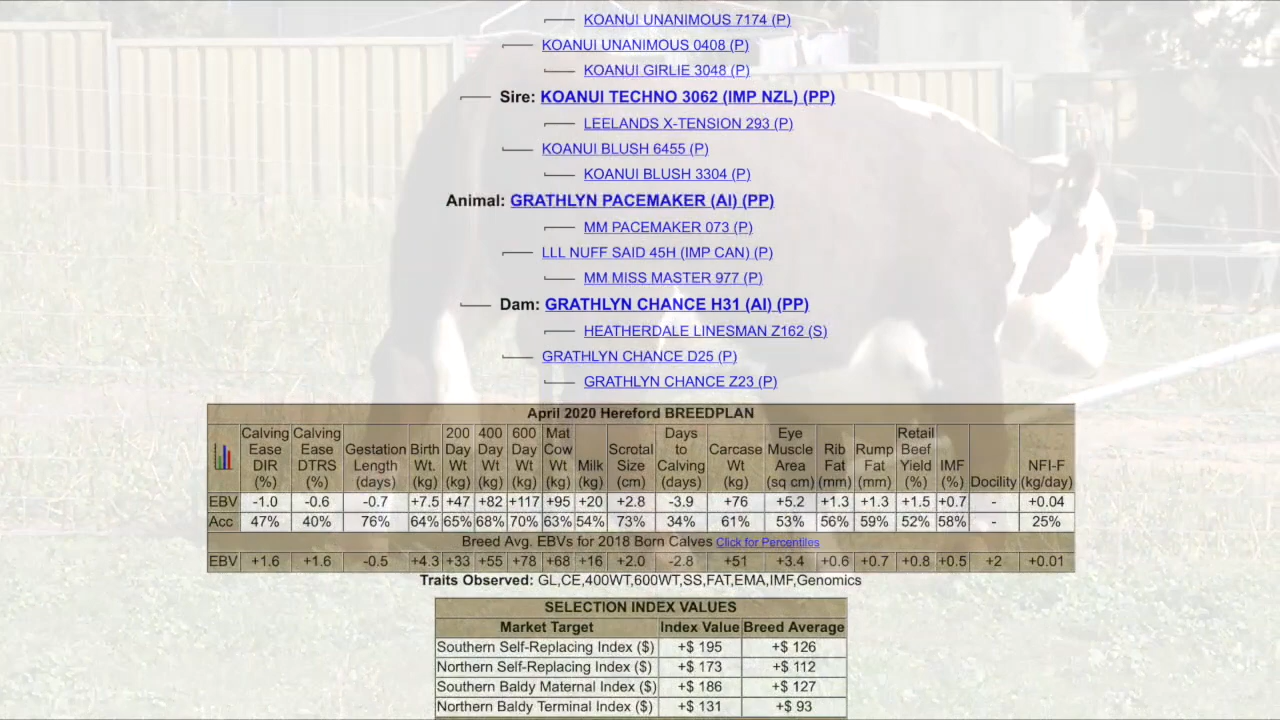 KOANUI UNANIMOUS 7174 (P)
KOANUI UNANIMOUS 0408 (P)
KOANUI GIRLIE 3048 (P)
Sire: KOANUI TECHNO 3062 (IMP NZL) (PP)
LEELANDS X-TENSION 293 (P)
KOANUI BLUSH 6455 (P)
KOANUI BLUSH 3304 (P)
Animal: GRATHLYN PACEMAKER (AI) (PP)
MM PACEMAKER 073 (P)
LLL NUFF SAID 45H (IMP CAN) (P)
MM MISS MASTER 977 (P)
Dam: GRATHLYN CHANCE H31 (AI) (PP)
HEATHERDALE LINESMAN Z162 (S)
GRATHLYN CHANCE D25 (P)
GRATHLYN CHANCE Z23 (P)
April 2020 Hereford BREEDPLAN
Calving Ease DIR (%) Calving Ease DTRS (%) Gestation Length (days) Birth Wt. (kg) 200 Day Wt (kg) 400 Day Wt (kg) 600 Day Wt (kg) Mat Cow Wt (kg) Milk (kg) Scrotal Size (cm) Days to Calving (days) Carcase Wt (kg) Eye Muscle Area (sq cm) Rib Fat (mm) Rump Fat (mm) Retail Beef Yield (%) IMF (%) Docility NFI-F (kg/day)
EBV -1.0 -0.6 -0.7 +7.5 +47 +82 +117 +95 +20 +2.8 -3.9 +76 +5.2 +1.3 +1.3 +1.5 +0.7 - +0.04
Acc 47% 40% 76% 64% 65% 68% 70% 63% 54% 73% 34% 61% 53% 56% 59% 52% 58% - 25%
Breed Avg. EBVs for 2018 Born Calves Click for Percentiles
EBV +1.6 +1.6 -0.5 +4.3 +33 +55 +78 +68 +16 +2.0 -2.8 +51 +3.4 +0.6 +0.7 +0.8 +0.5 +2 +0.01
Traits Observed: GL,CE,400WT,600WT,SS,FAT,EMA,IMF,Genomics
SELECTION INDEX VALUES
Market Target Index Value Breed Average
Southern Self-Replacing Index ($) +$ 195 +$ 126
Northern Self-Replacing Index ($) +$ 173 +$ 112
Southern Baldy Maternal Index ($) +$ 186 +$ 127
Northern Baldy Terminal Index ($) +$ 131 +$ 93